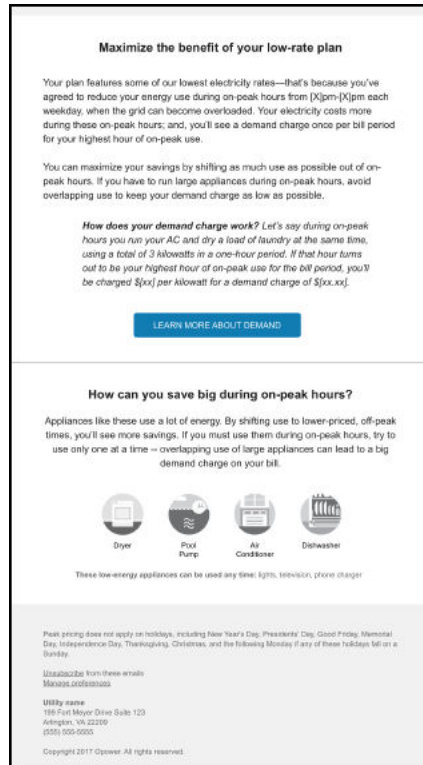 Maximize the benefit of your low-rate plan
Your plan features some of our lowest electricity rates—that's because you've
agreed to reduce your energy use during on-peak hours from [X]pm-[X]pm each
weekday, when the grid can become overloaded. Your electricity costs more
during these on-peak hours; and, you'll see a demand charge once per bill period
for your highest hour of on-peak use.
You can maximize your savings by shifting as much use as possible out of on-
peak hours. If you have to run large appliances during on-peak hours, avoid
overlapping use to keep your demand charge as low as possible.
How does your demand charge work? Let's say during on-peak
hours you run your AC and dry a load of laundry at the same time,
using a total of 3 kilowatts in a one-hour period. If that hour turns
out to be your highest hour of on-peak use for the bill period, you'll
be charged $[xx] per kilowatt for a demand charge of $[xx.xx].
LEARN MORE ABOUT DEMAND
How can you save big during on-peak hours?
Appliances like these use a lot of energy. By shifting use to lower-priced, off-peak
times, you'll see more savings. If you must use them during on-peak hours, try to
use only one at a time -- overlapping use of large appliances can lead to a big
demand charge on your bill.
Dryer
Pool
Pump
Air
Conditioner
Dishwasher
These low-energy appliances can be used any time: lights, television, phone charger
Peak pricing does not apply on holidays, including New Year's Day, Presidents' Day, Good Friday, Memorial
Day, Independence Day, Thanksgiving, Christmas, and the following Monday if any of these holidays fall on a
Sunday.
Unsubscribe from these emails
Manage preferences
Utility name
199 Fort Meyer Drive Suite 123
Arlington, VA 22209
(555) 555-5555
Copyright 2017 Opower. All rights reserved.